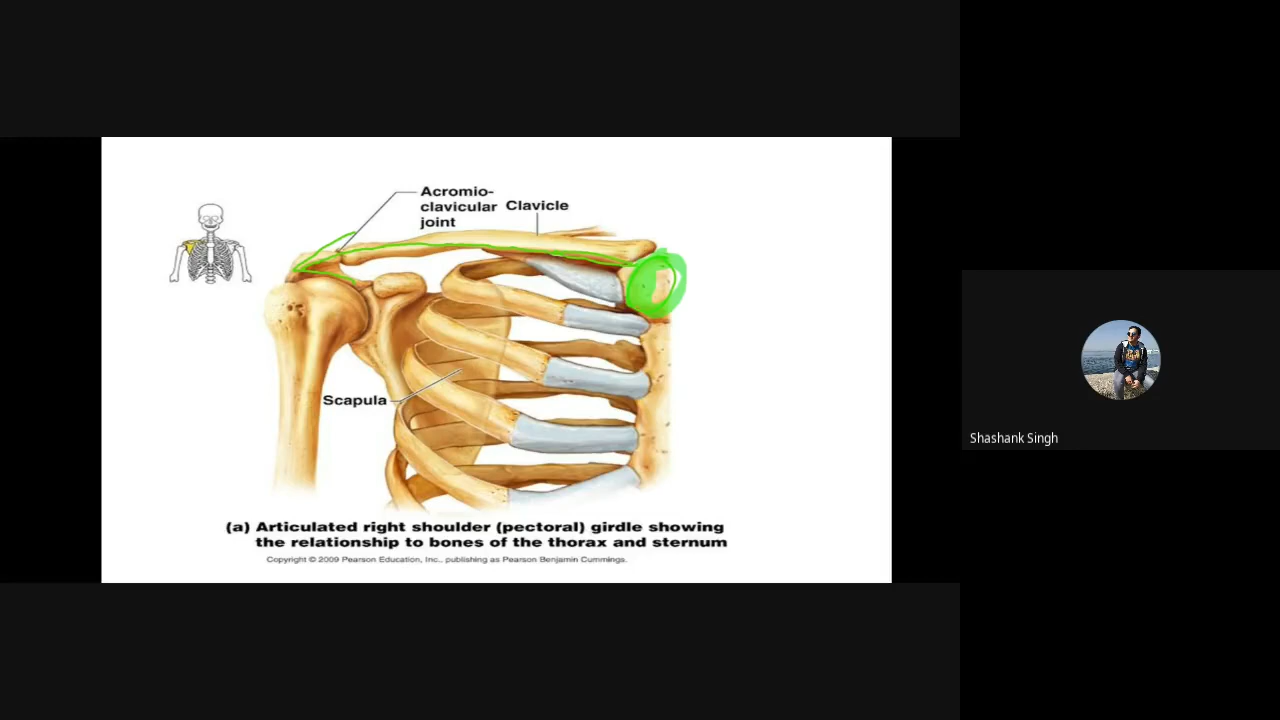 Acromio-
clavicular
joint
Clavicle
Scapula
(a) Articulated right shoulder (pectoral) girdle showing
the relationship to bones of the thorax and sternum
Copyright © 2009 Pearson Education, Inc., publishing as Pearson Benjamin Cummings.
Shashank Singh